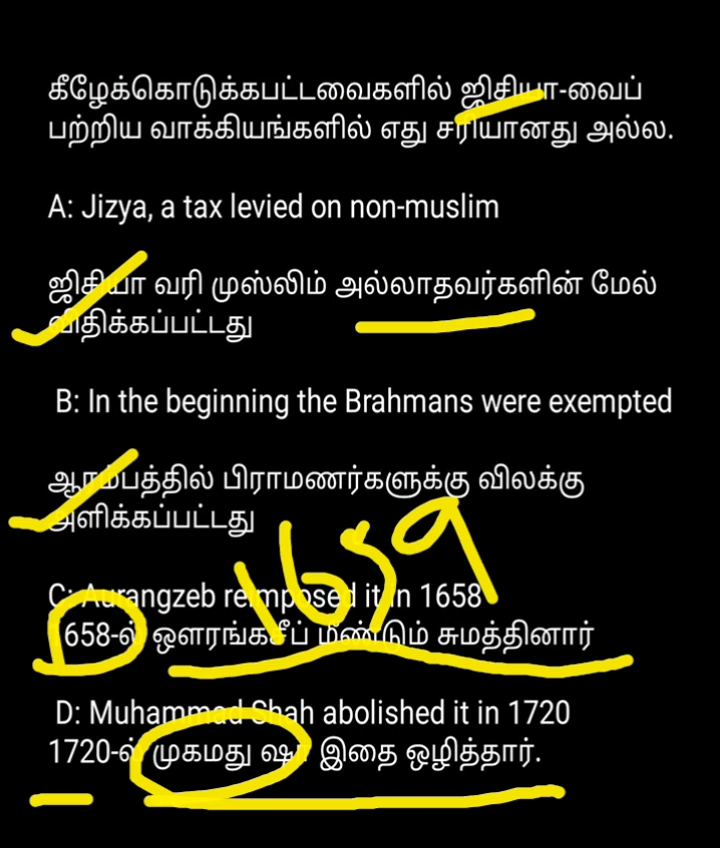 கீழேக்கொடுக்கபட்டவைகளில் ஜிசியா-வைப்
பற்றிய வாக்கியங்களில் எது சரியானது அல்ல.
A: Jizya, a tax levied on non-muslim
ஜிசியா வரி முஸ்லிம் அல்லாதவர்களின் மேல்
விதிக்கப்பட்டது
B: In the beginning the Brahmans were exempted
ஆரம்பத்தில் பிராமணர்களுக்கு விலக்கு
அளிக்கப்பட்டது
1659
C: Aurangzeb reimposed it in 1658
1658-ல் ஔரங்கசீப் மீண்டும் சுமத்தினார்
D: Muhammad Shah abolished it in 1720
1720-ல் முகமது ஷா இதை ஒழித்தார்.